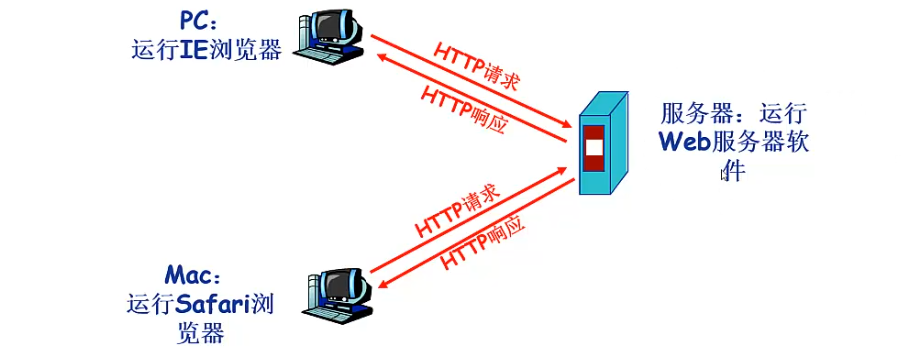 PC：
运行IE浏览器
HTTP请求
HTTP响应
服务器：运行
Web服务器软
件
HTTP请求
HTTP响应
Mac：
运行Safari浏
览器